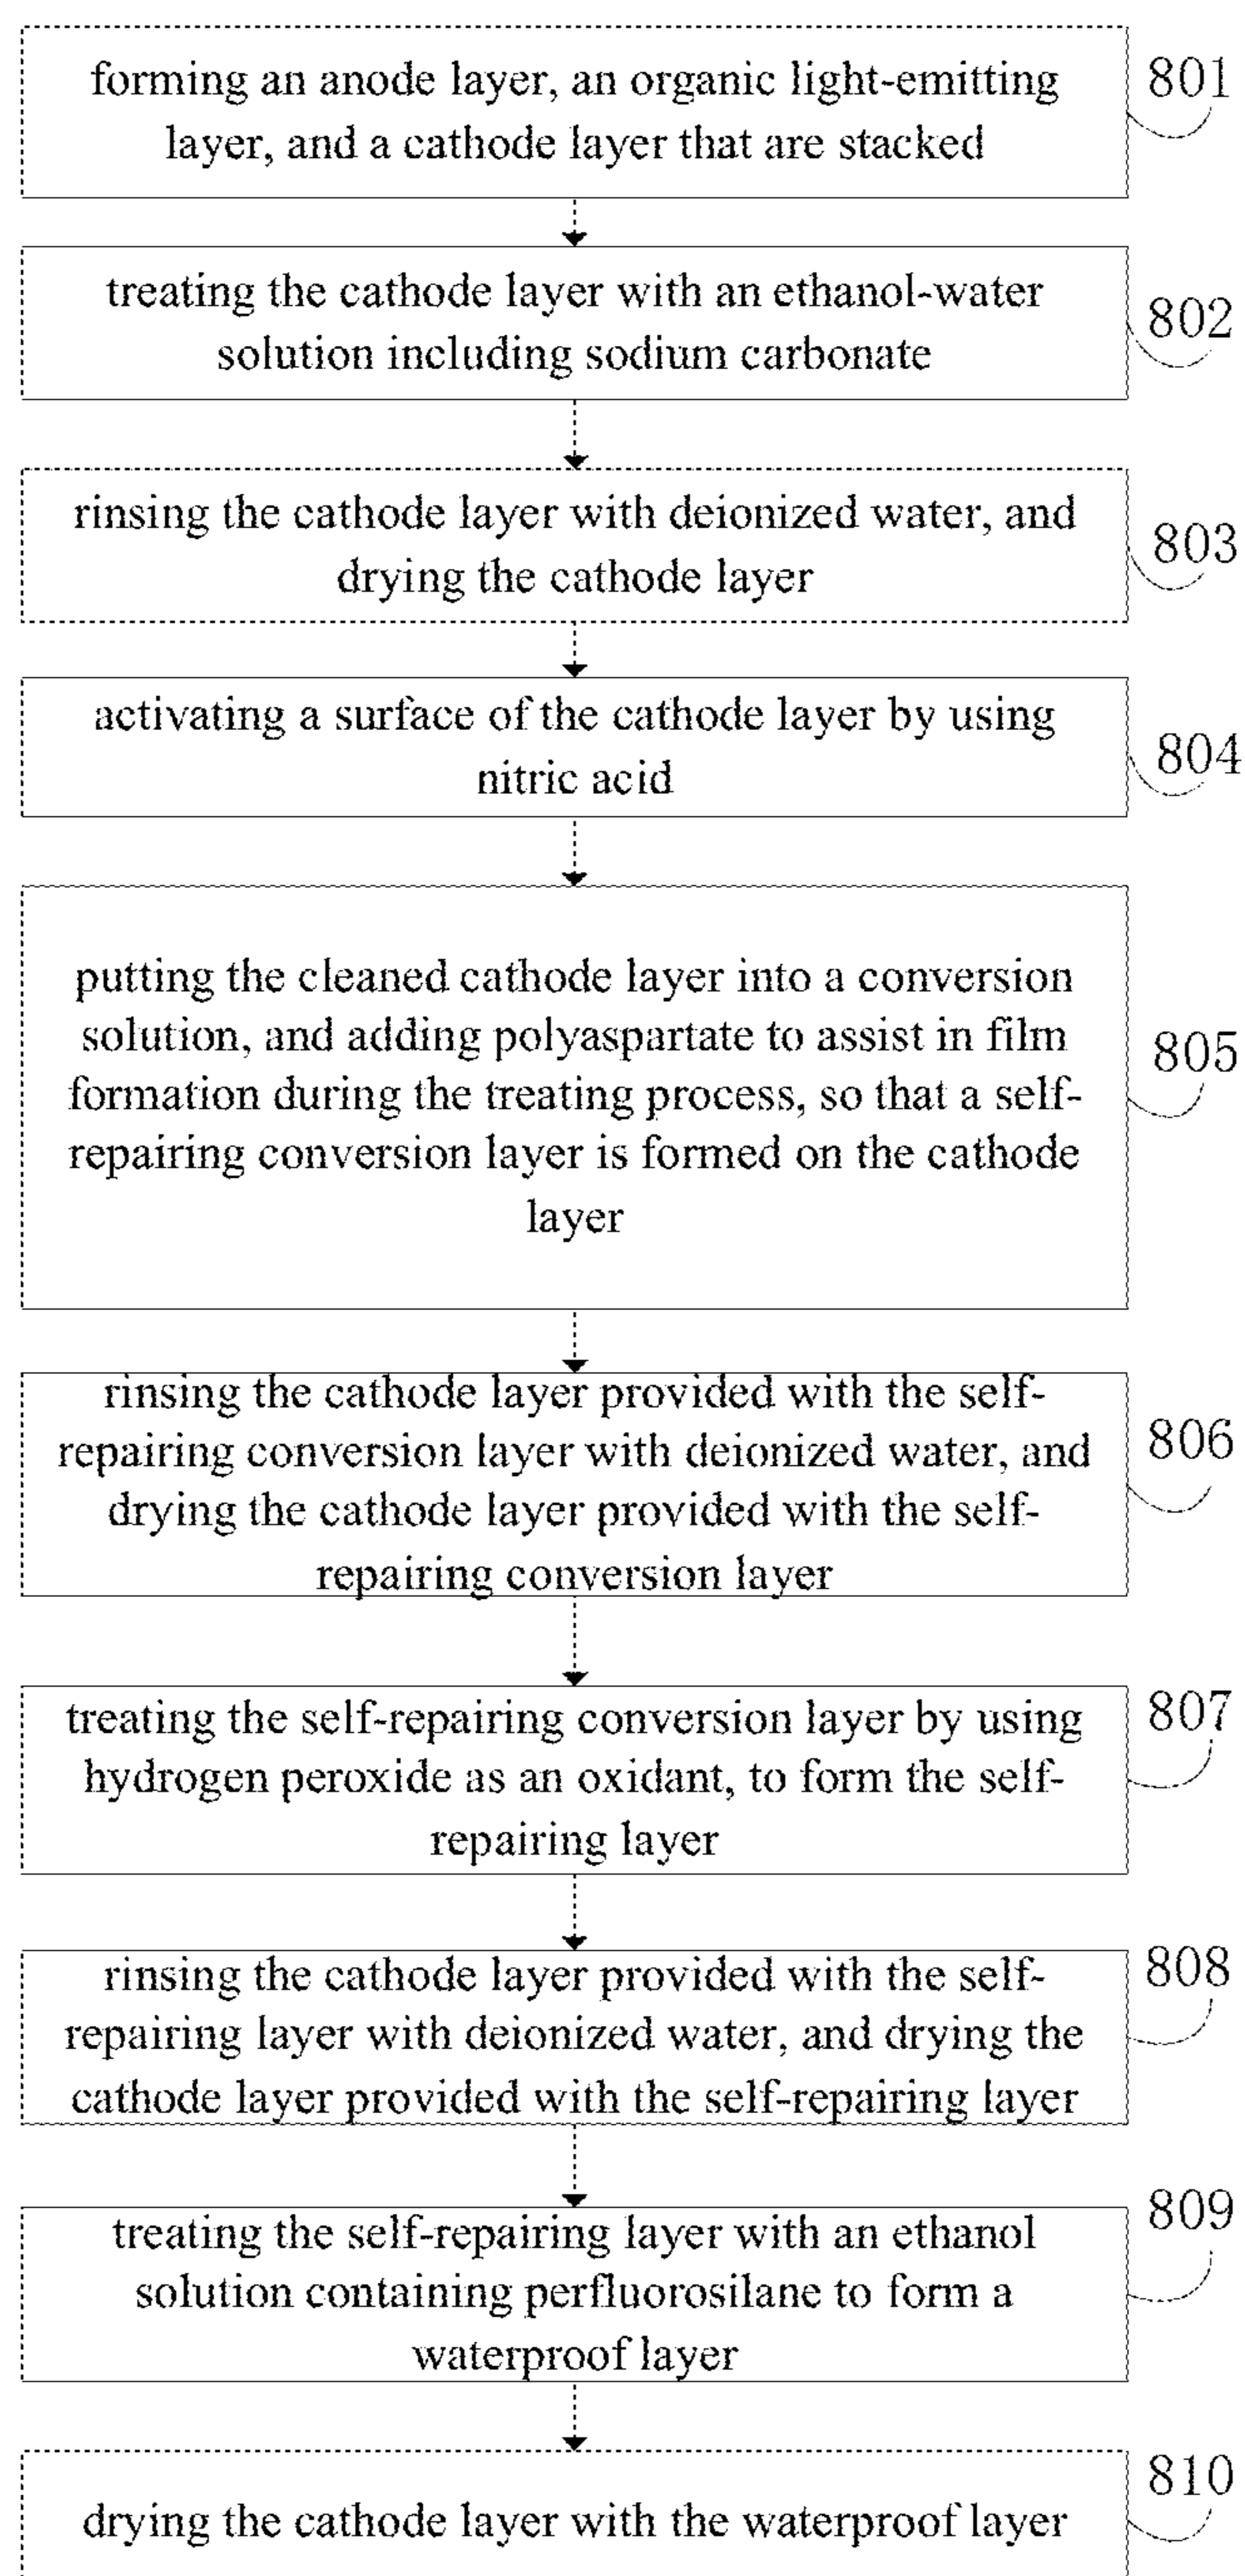 forming an anode layer, an organic light-emitting
layer, and a cathode layer that are stacked
801
treating the cathode layer with an ethanol-water
solution including sodium carbonate
802
rinsing the cathode layer with deionized water, and
drying the cathode layer
803
activating a surface of the cathode layer by using
nitric acid
804
putting the cleaned cathode layer into a conversion
solution, and adding polyaspartate to assist in film
formation during the treating process, so that a self-
repairing conversion layer is formed on the cathode
layer
805
rinsing the cathode layer provided with the self-
repairing conversion layer with deionized water, and
drying the cathode layer provided with the self-
repairing conversion layer
806
treating the self-repairing conversion layer by using
hydrogen peroxide as an oxidant, to form the self-
repairing layer
807
rinsing the cathode layer provided with the self-
repairing layer with deionized water, and drying the
cathode layer provided with the self-repairing layer
808
treating the self-repairing layer with an ethanol
solution containing perfluorosilane to form a
waterproof layer
809
drying the cathode layer with the waterproof layer
810